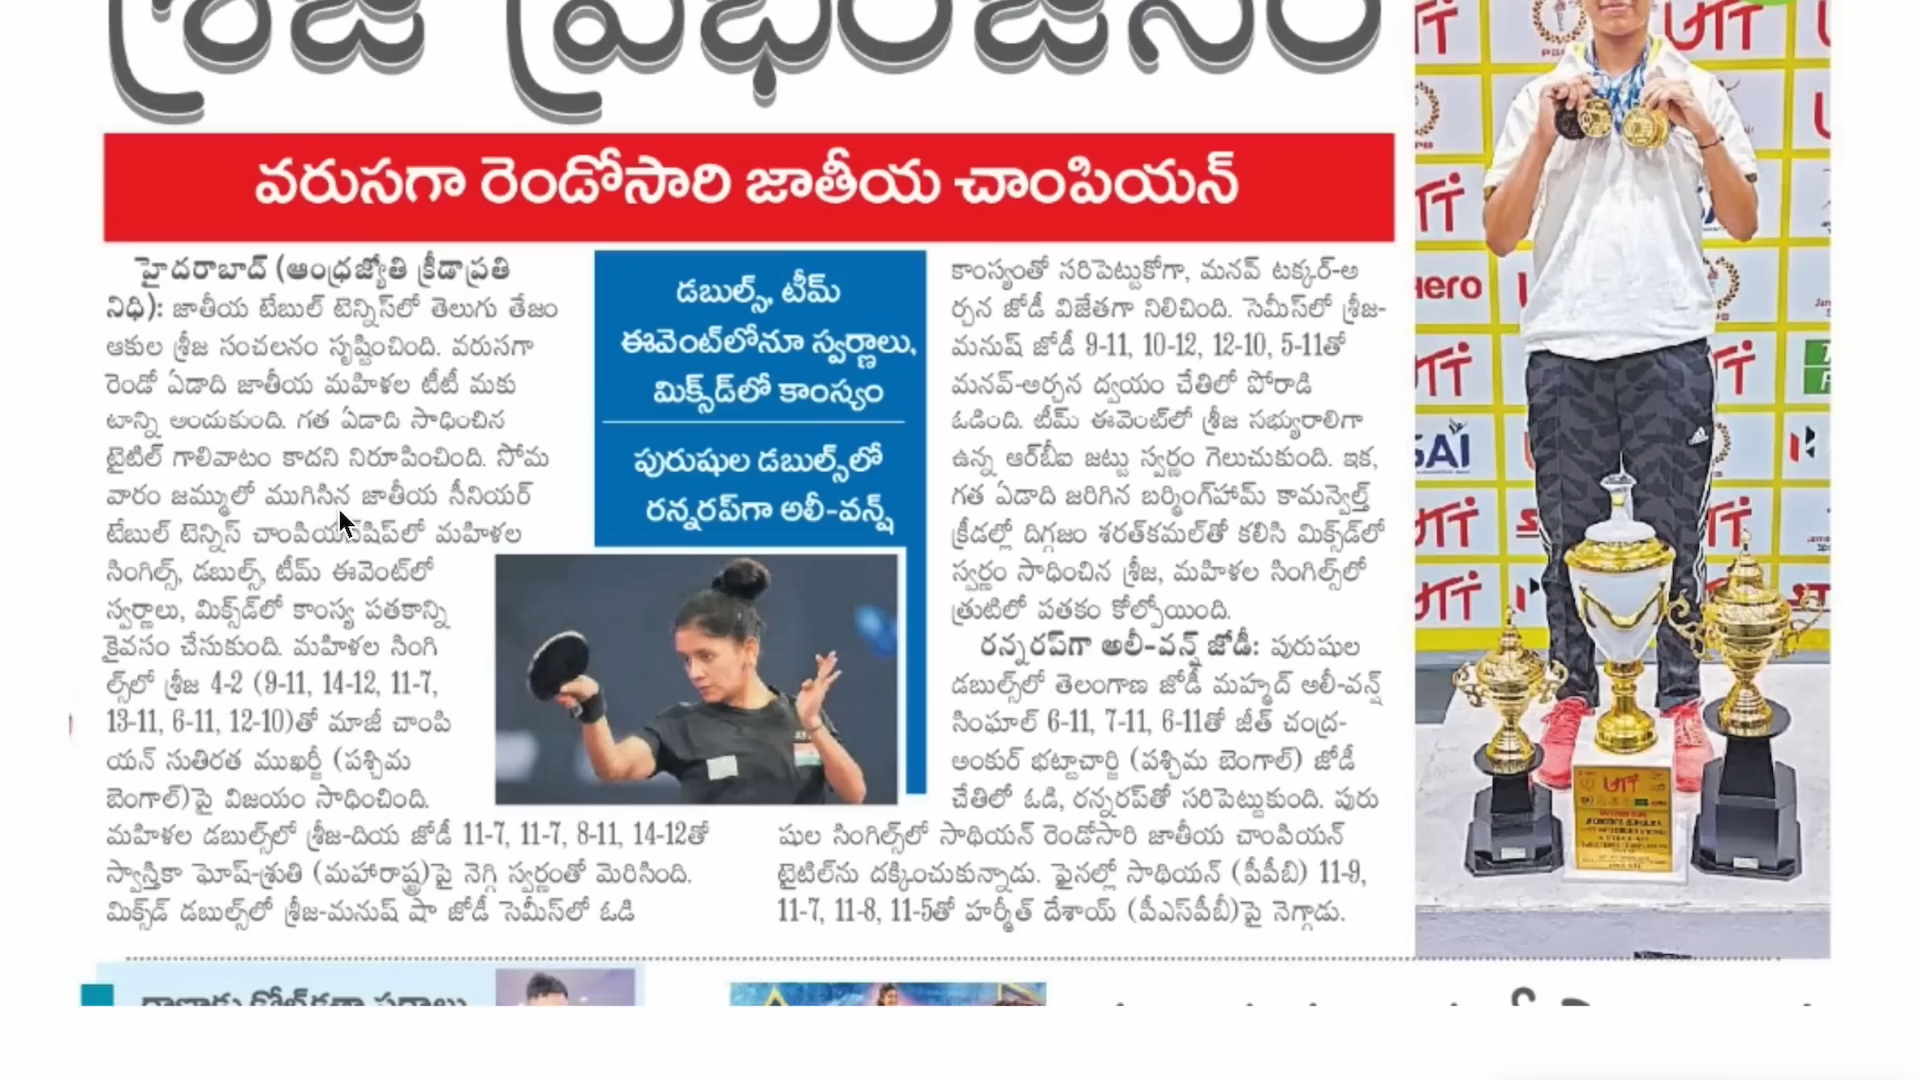 శ్రీజ ప్రభంజనం
వరుసగా రెండోసారి జాతీయ చాంపియన్
హైదరాబాద్ (ఆంధ్రజ్యోతి క్రీడాప్రతి
నిధి): జాతీయ టేబుల్ టెన్నిస్‌లో తెలుగు తేజం
ఆకుల శ్రీజ సంచలనం సృష్టించింది. వరుసగా
రెండో ఏడాది జాతీయ మహిళల టీటీ మకు
టాన్ని అందుకుంది. గత ఏడాది సాధించిన
టైటిల్ గాలివాటం కాదని నిరూపించింది. సోమ
వారం జమ్ములో ముగిసిన జాతీయ సీనియర్
టేబుల్ టెన్నిస్ చాంపియన్‌షిప్‌లో మహిళల
సింగిల్స్, డబుల్స్, టీమ్ ఈవెంట్‌లో
స్వర్ణాలు, మిక్స్‌డ్‌లో కాంస్య పతకాన్ని
కైవసం చేసుకుంది. మహిళల సింగి
ల్స్‌లో శ్రీజ 4-2 (9-11, 14-12, 11-7,
13-11, 6-11, 12-10)తో మాజీ చాంపి
యన్ సుతిరత ముఖర్జీ (పశ్చిమ
బెంగాల్)పై విజయం సాధించింది.
మహిళల డబుల్స్‌లో శ్రీజ-దియ జోడీ 11-7, 11-7, 8-11, 14-12తో
స్వాస్తికా ఘోష్-శ్రుతి (మహారాష్ట్ర)పై నెగ్గి స్వర్ణంతో మెరిసింది.
మిక్స్‌డ్ డబుల్స్‌లో శ్రీజ-మనుష్ షా జోడీ సెమీస్‌లో ఓడి
డబుల్స్, టీమ్
ఈవెంట్‌లోనూ స్వర్ణాలు,
మిక్స్‌డ్‌లో కాంస్యం
పురుషుల డబుల్స్‌లో
రన్నరప్‌గా అలీ-వన్ష్
కాంస్యంతో సరిపెట్టుకోగా, మనవ్ టక్కర్-అ
ర్చన జోడీ విజేతగా నిలిచింది. సెమీస్‌లో శ్రీజ-
మనుష్ జోడీ 9-11, 10-12, 12-10, 5-11తో
మనవ్-అర్చన ద్వయం చేతిలో పోరాడి
ఓడింది. టీమ్ ఈవెంట్‌లో శ్రీజ సభ్యురాలిగా
ఉన్న ఆర్‌బీఐ జట్టు స్వర్ణం గెలుచుకుంది. ఇక,
గత ఏడాది జరిగిన బర్మింగ్‌హామ్ కామన్వెల్త్
క్రీడల్లో దిగ్గజం శరత్‌కమల్‌తో కలిసి మిక్స్‌డ్‌లో
స్వర్ణం సాధించిన శ్రీజ, మహిళల సింగిల్స్‌లో
త్రుటిలో పతకం కోల్పోయింది.
రన్నరప్‌గా అలీ-వన్ష్ జోడీ: పురుషుల
డబుల్స్‌లో తెలంగాణ జోడీ మహ్మద్ అలీ-వన్ష్
సింఘాల్ 6-11, 7-11, 6-11తో జీత్ చంద్ర-
అంకుర్ భట్టాచార్జి (పశ్చిమ బెంగాల్) జోడీ
చేతిలో ఓడి, రన్నరప్‌తో సరిపెట్టుకుంది. పురు
షుల సింగిల్స్‌లో సాథియన్ రెండోసారి జాతీయ చాంపియన్
టైటిల్‌ను దక్కించుకున్నాడు. ఫైనల్లో సాథియన్ (పీపీబి) 11-9,
11-7, 11-8, 11-5తో హర్మీత్ దేశాయ్ (పీఎస్‌పీబీ)పై నెగ్గాడు.
UTT
Hero
SAI
UTT